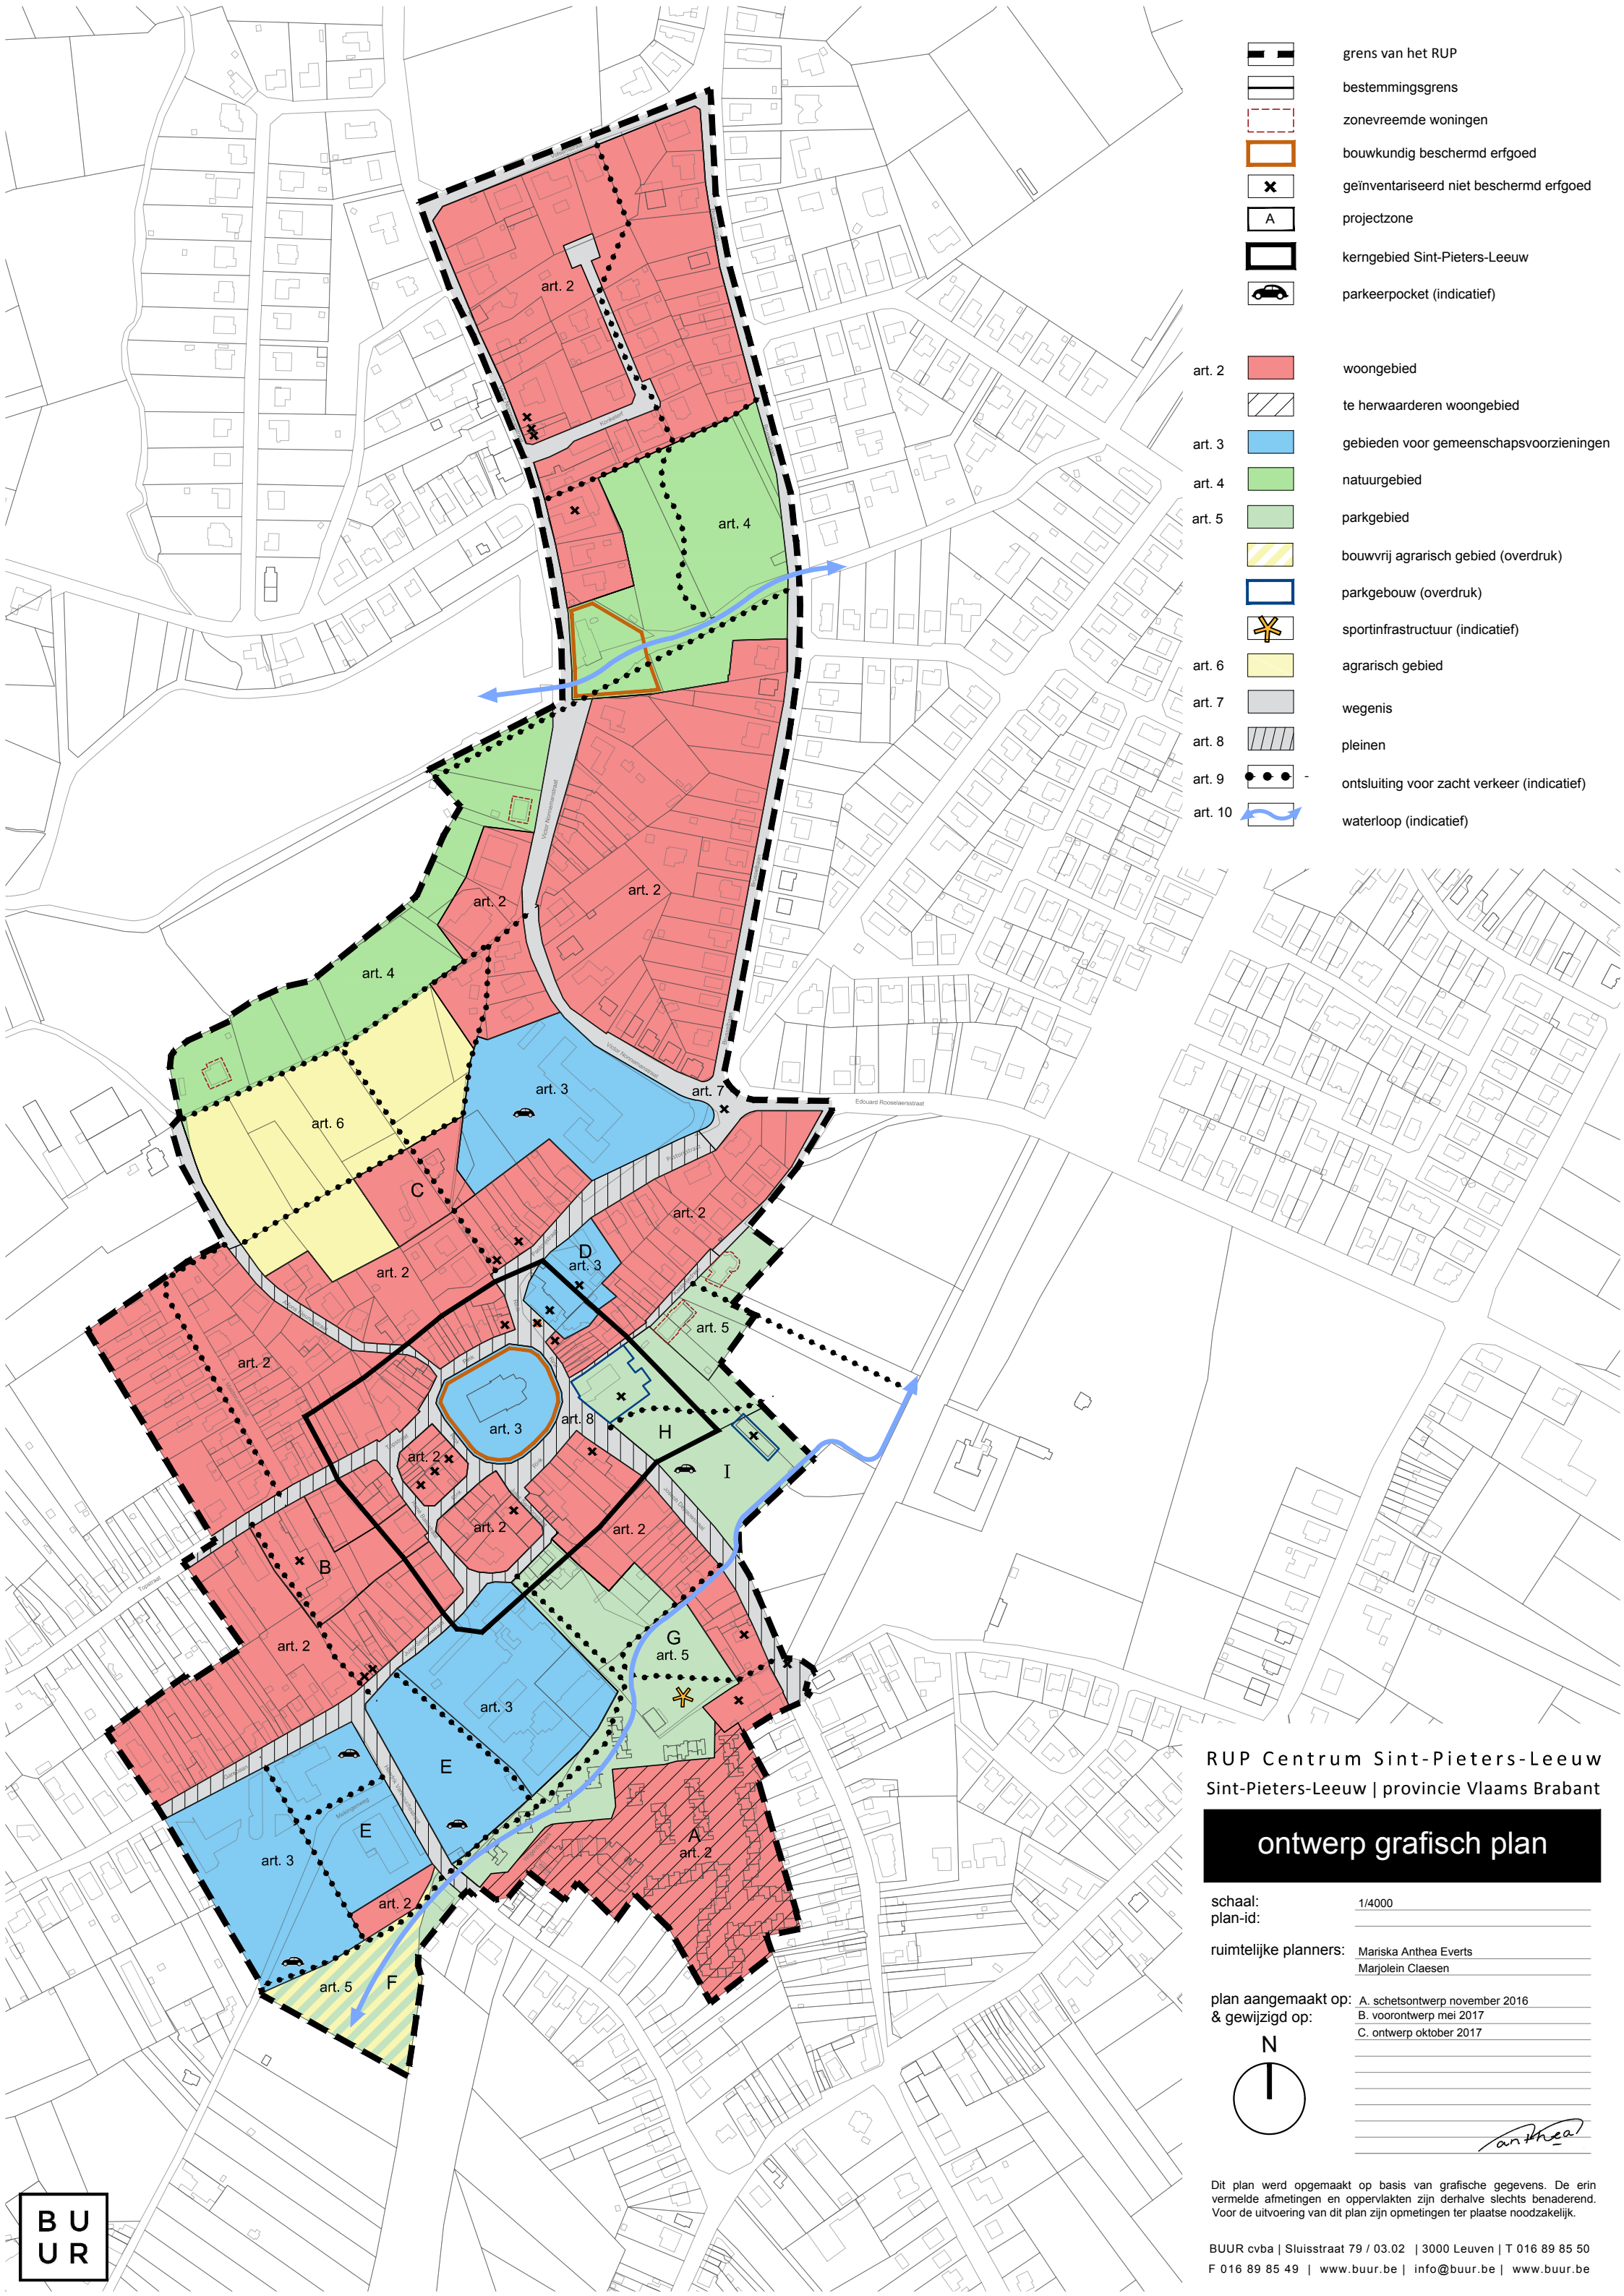 grens van het RUP
bestemmingsgrens
zonevreemde woningen
bouwkundig beschermd erfgoed
geïnventariseerd niet beschermd erfgoed
A projectzone
kerngebied Sint-Pieters-Leeuw
parkeerpocket (indicatief)
art. 2 woongebied
te herwaarderen woongebied
art. 3 gebieden voor gemeenschapsvoorzieningen
art. 4 natuurgebied
art. 5 parkgebied
bouwvrij agrarisch gebied (overdruk)
parkgebouw (overdruk)
sportinfrastructuur (indicatief)
art. 6 agrarisch gebied
art. 7 wegenis
art. 8 pleinen
art. 9 - ontsluiting voor zacht verkeer (indicatief)
art. 10 waterloop (indicatief)
art. 2
art. 4
Victor Nonnemanstraat
art. 2
art. 2
art. 4
Victor Nonnemanstraat
art. 3
art. 7
Edouard Rooselaersstraat
art. 6
C
art. 2
D
art. 3
art. 2
art. 5
art. 2
art. 3
art. 8
H
I
art. 2
art. 2
art. 2
B
Topstraat
art. 2
G
art. 5
art. 3
E
E
art. 3
A
art. 2
art. 2
F
art. 5
RUP Centrum Sint-Pieters-Leeuw
Sint-Pieters-Leeuw | provincie Vlaams Brabant
ontwerp grafisch plan
schaal: 1/4000
plan-id:
ruimtelijke planners: Mariska Anthea Everts
Marjolein Claesen
plan aangemaakt op: A. schetsontwerp november 2016
& gewijzigd op: B. voorontwerp mei 2017
C. ontwerp oktober 2017
N
anthea
Dit plan werd opgemaakt op basis van grafische gegevens. De erin
vermelde afmetingen en oppervlakten zijn derhalve slechts benaderend.
Voor de uitvoering van dit plan zijn opmetingen ter plaatse noodzakelijk.
BUUR cvba | Sluisstraat 79 / 03.02 | 3000 Leuven | T 016 89 85 50
F 016 89 85 49 | www.buur.be | info@buur.be | www.buur.be
BU
UR